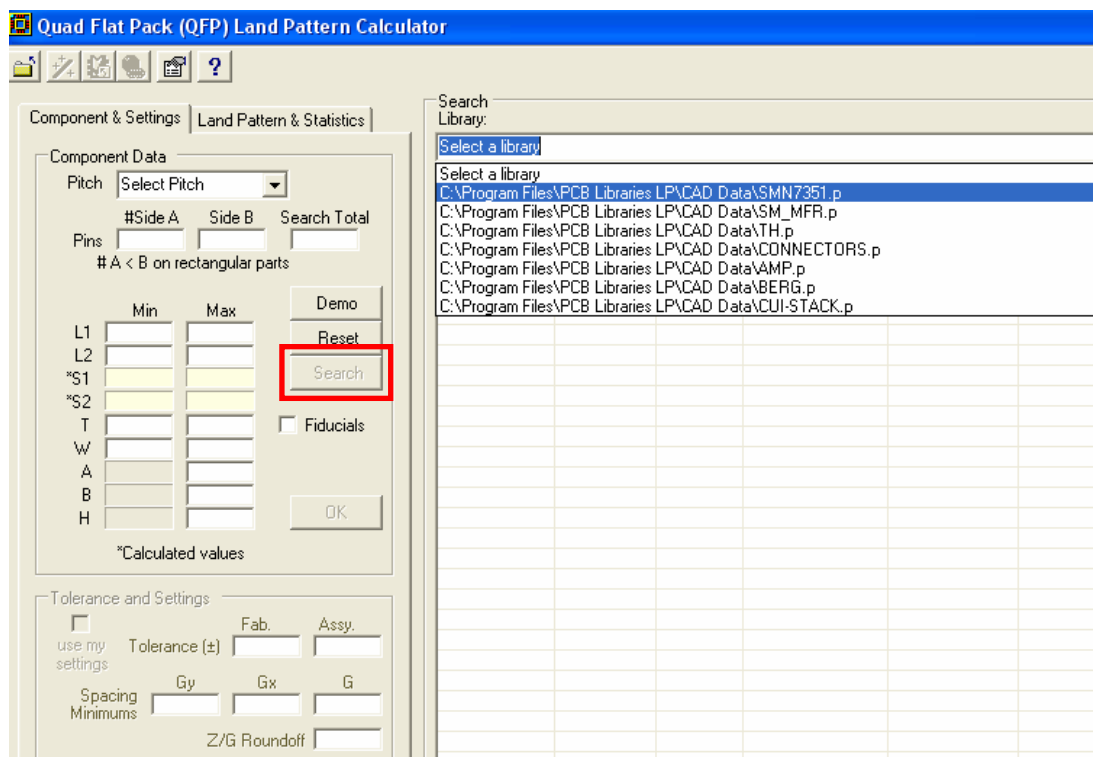 Quad Flat Pack (QFP) Land Pattern Calculator
?
Component & Settings
Land Pattern & Statistics
Component Data
Pitch Select Pitch
#Side A Side B Search Total
Pins
# A < B on rectangular parts
Min Max
Demo
L1
Reset
L2
*S1
Search
*S2
T
Fiducials
W
A
B
OK
H
*Calculated values
Tolerance and Settings
Fab. Assy.
use my settings
Tolerance (±)
Gy Gx G
Spacing
Minimums
Z/G Roundoff
Search
Library:
Select a library
Select a library
C:\Program Files\PCB Libraries LP\CAD Data\SMN7351.p
C:\Program Files\PCB Libraries LP\CAD Data\SM_MFR.p
C:\Program Files\PCB Libraries LP\CAD Data\TH.p
C:\Program Files\PCB Libraries LP\CAD Data\CONNECTORS.p
C:\Program Files\PCB Libraries LP\CAD Data\AMP.p
C:\Program Files\PCB Libraries LP\CAD Data\BERG.p
C:\Program Files\PCB Libraries LP\CAD Data\CUI-STACK.p